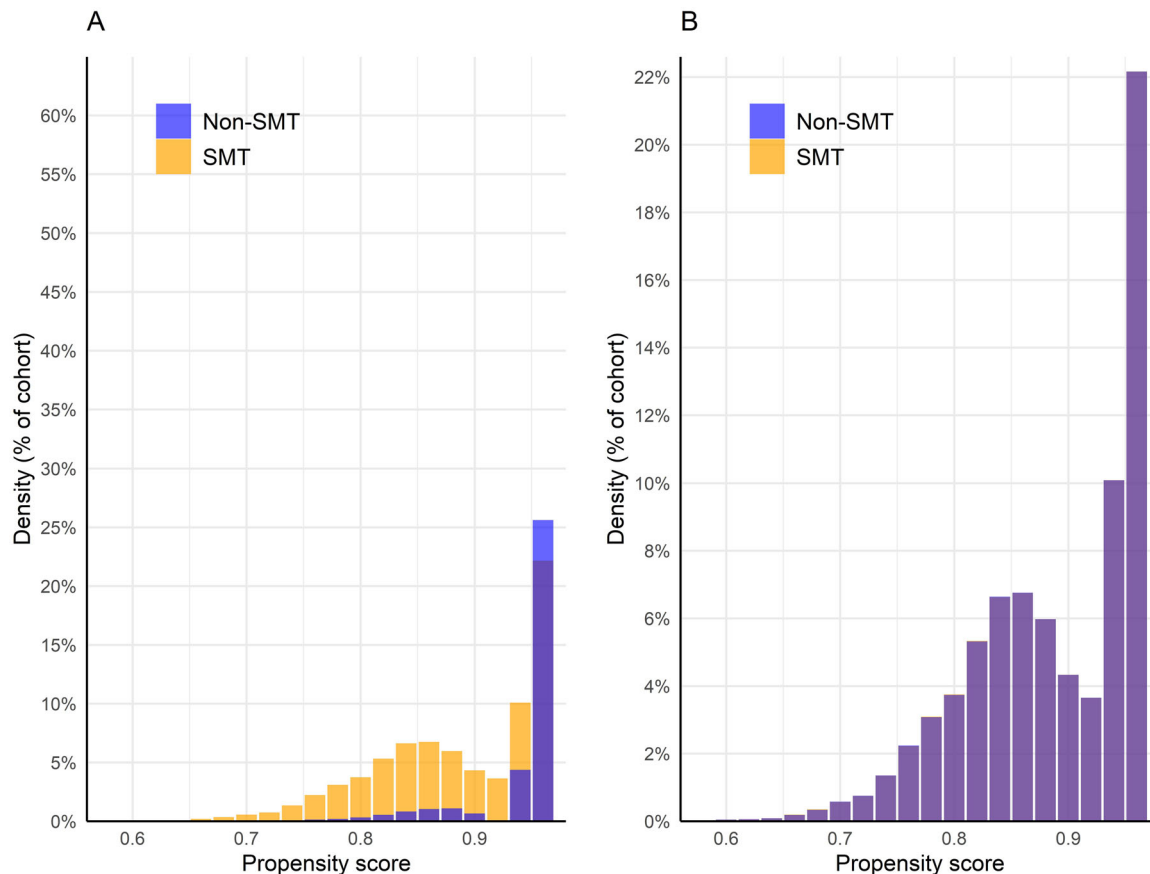 A
Density (% of cohort)
60%
55%
50%
45%
40%
35%
30%
25%
20%
15%
10%
5%
0%
Non-SMT
SMT
0.6 0.7 0.8 0.9
Propensity score
B
Density (% of cohort)
22%
20%
18%
16%
14%
12%
10%
8%
6%
4%
2%
0%
Non-SMT
SMT
0.6 0.7 0.8 0.9
Propensity score